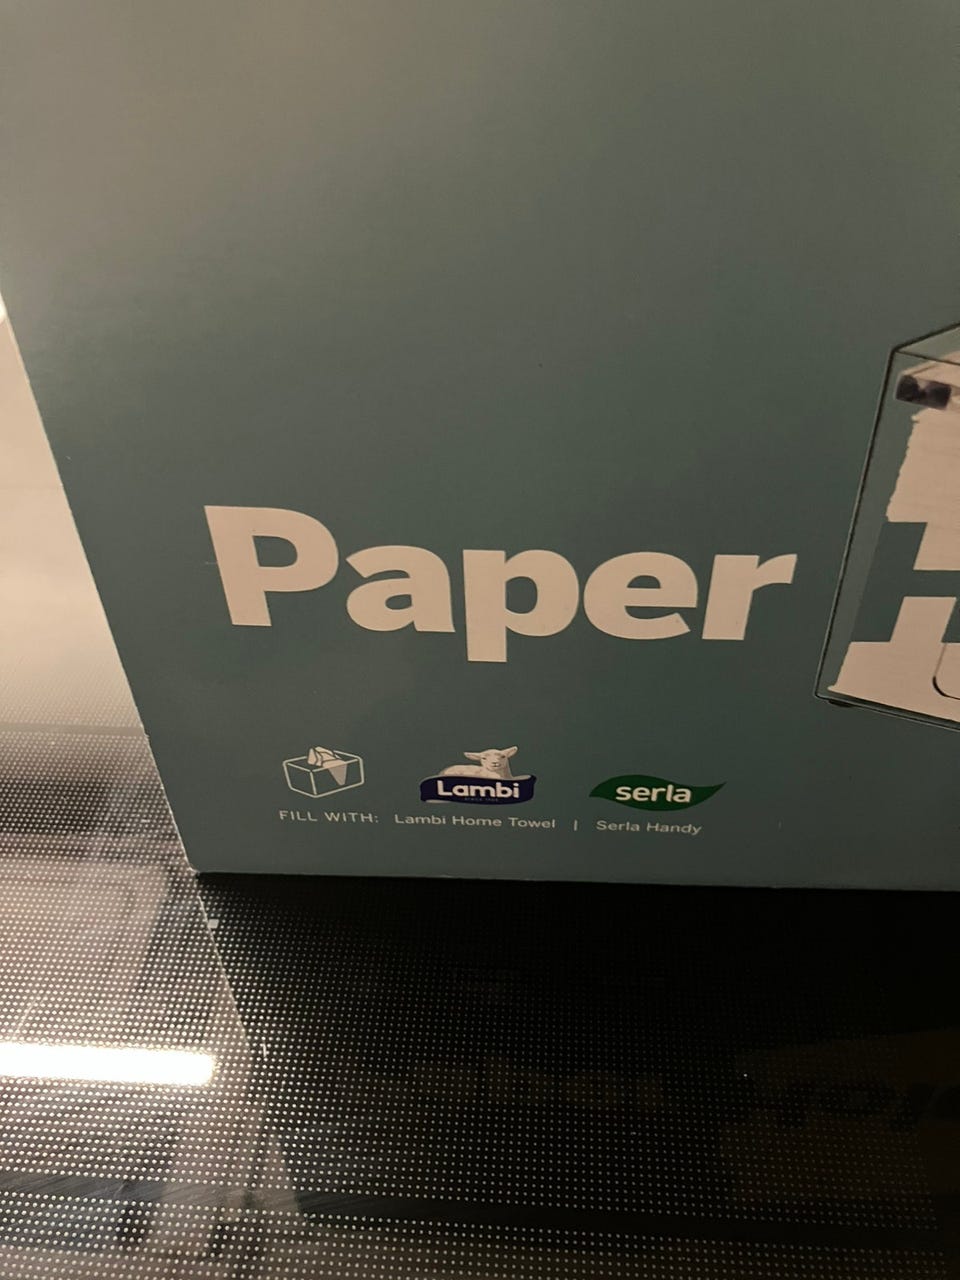 Paper
Lambi
serla
FILL WITH: Lambi Home Towel | Serla Handy